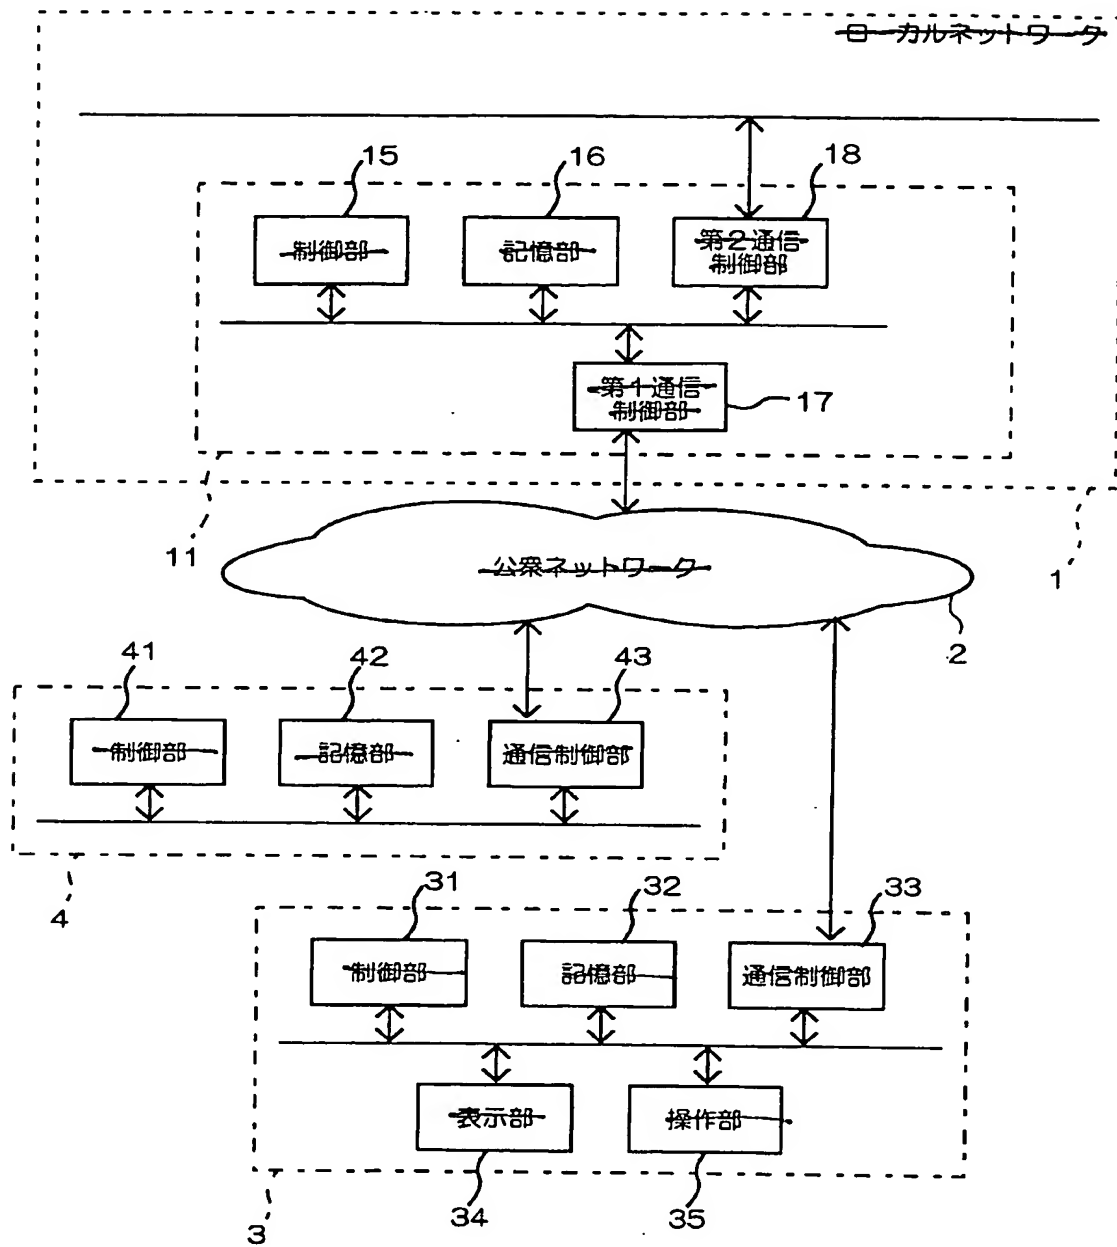 ローカルネットワーク
15
16
18
制御部
記憶部
第2通信
制御部
第1通信
制御部
17
11
1
公衆ネットワーク
2
41
42
43
制御部
記憶部
通信制御部
4
31
32
33
制御部
記憶部
通信制御部
表示部
操作部
34
35
3